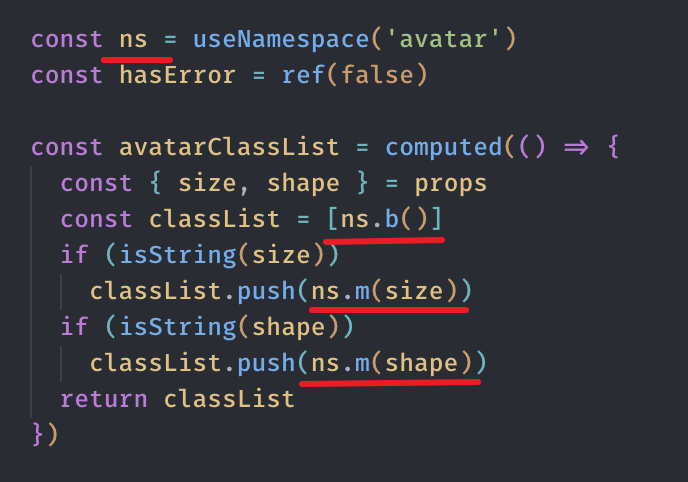 const ns = useNamespace('avatar')
const hasError = ref(false)
const avatarClassList = computed(() => {
const { size, shape } = props
const classList = [ns.b()]
if (isString(size))
classList.push(ns.m(size))
if (isString(shape))
classList.push(ns.m(shape))
return classList
})